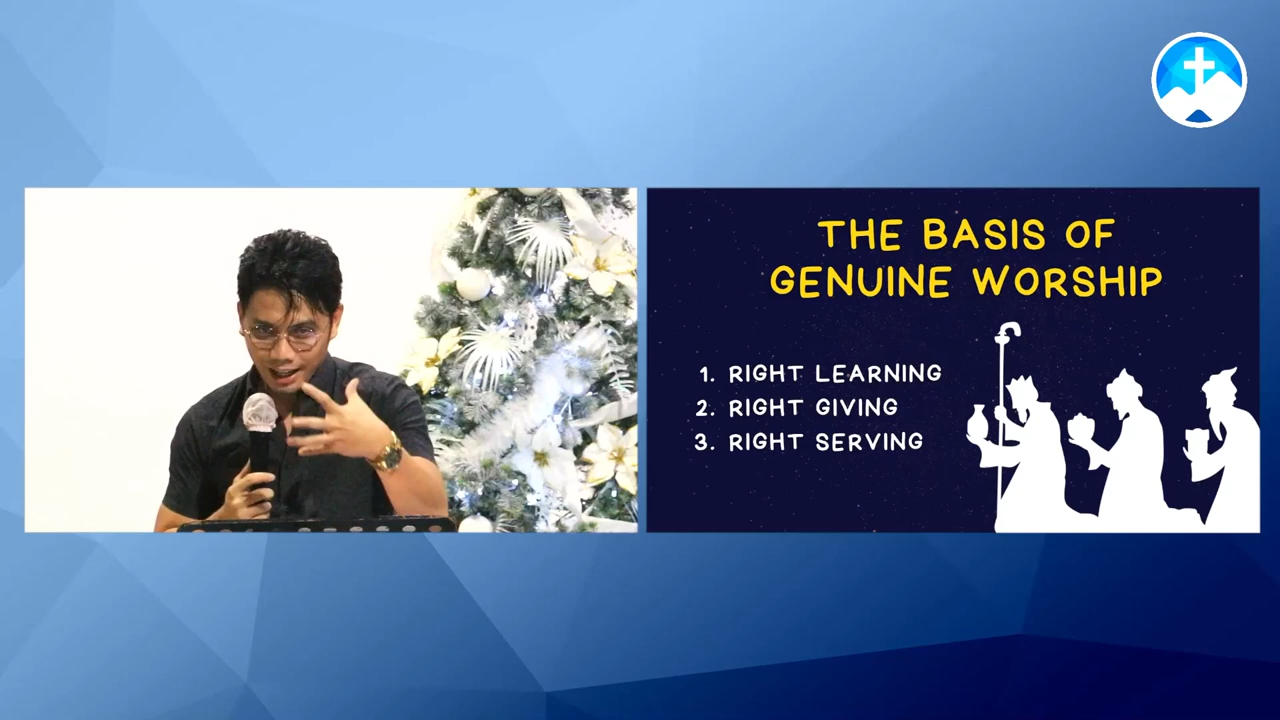 THE BASIS OF
GENUINE WORSHIP
1. RIGHT LEARNING
2. RIGHT GIVING
3. RIGHT SERVING